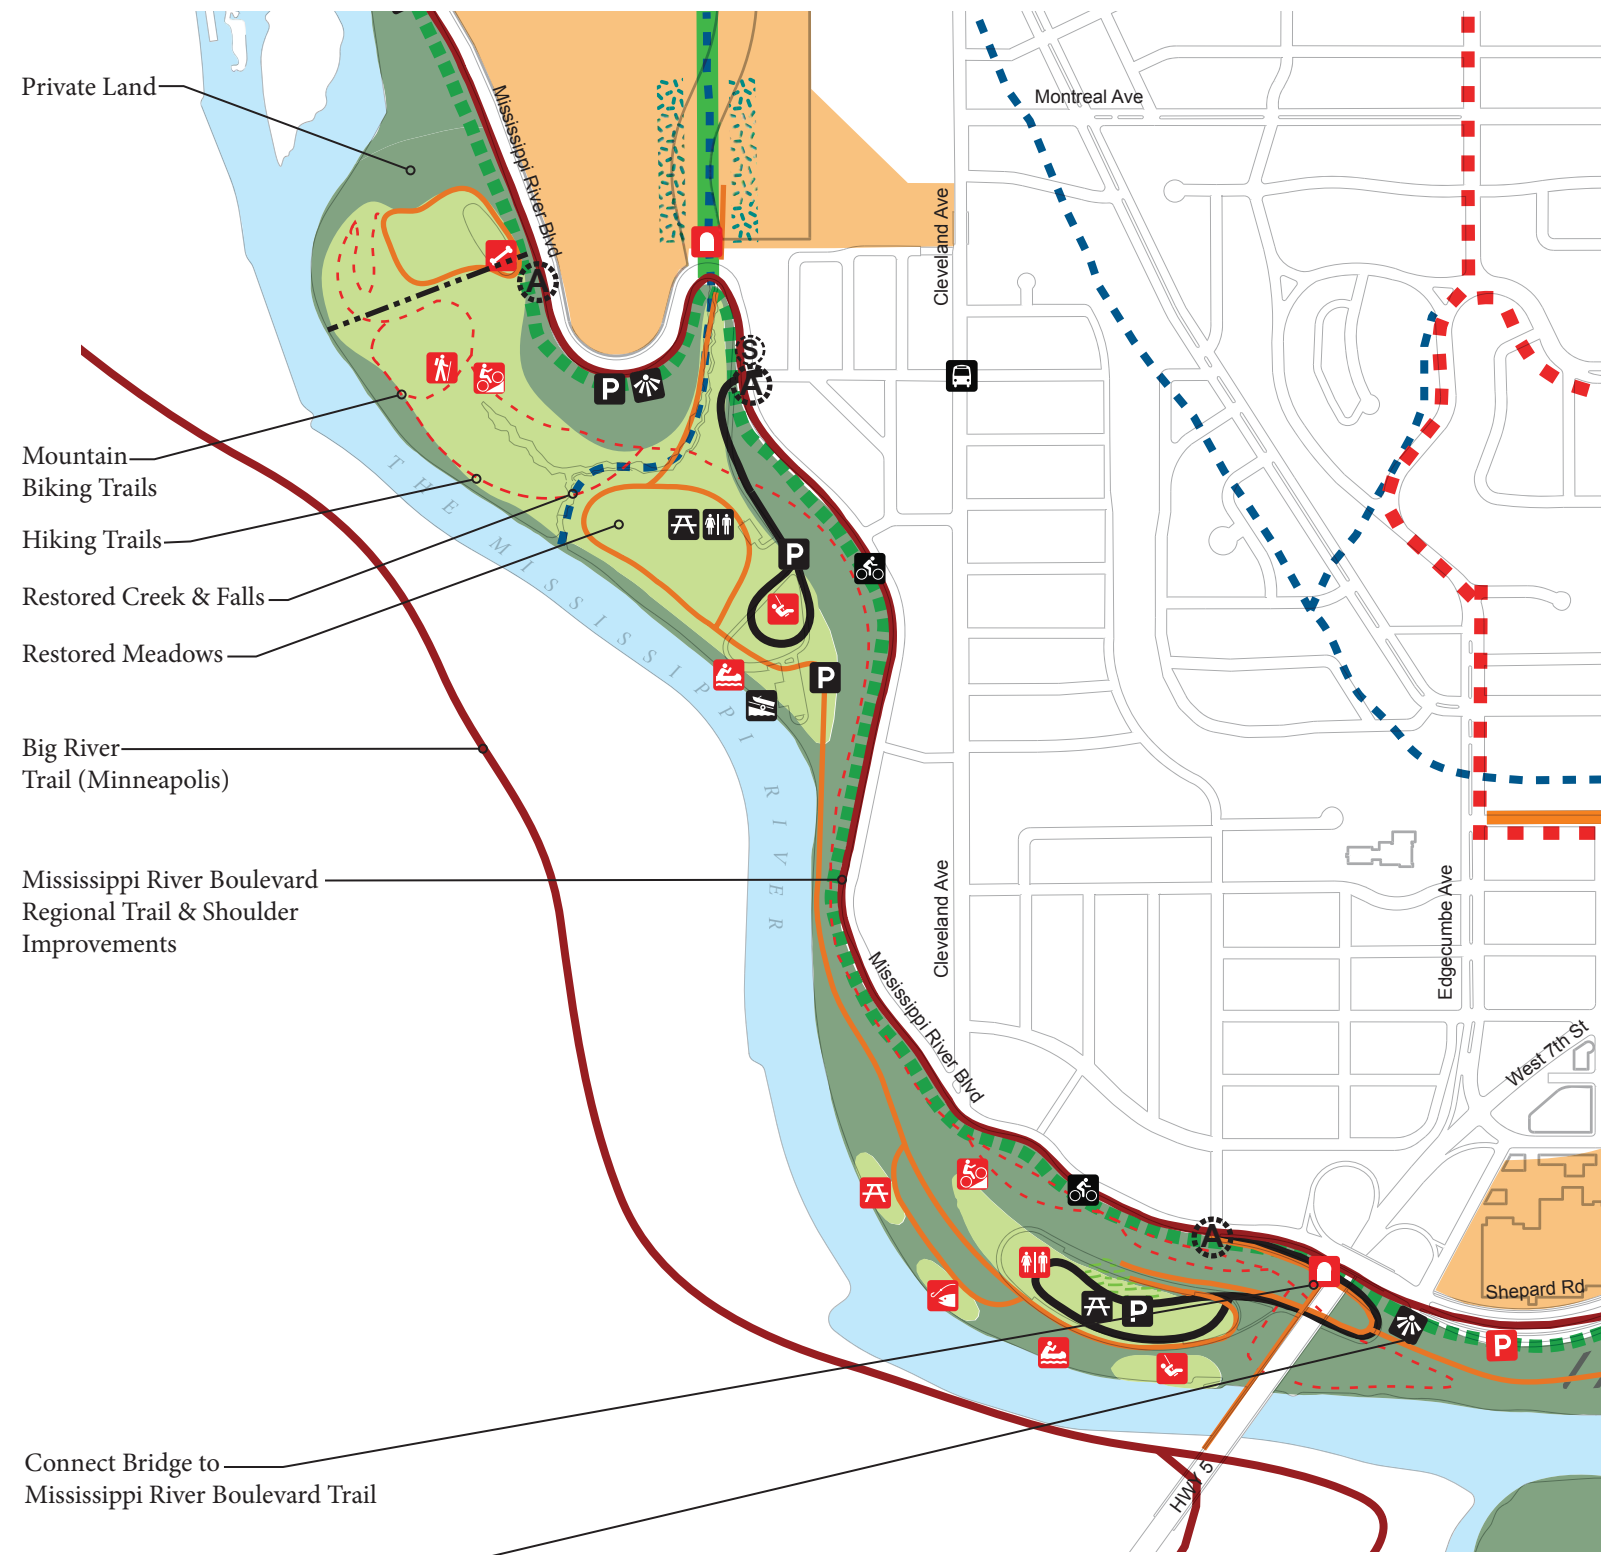 Private Land
Mississippi River Blvd
Montreal Ave
Cleveland Ave
A
S
A
P
Mountain
Biking Trails
Hiking Trails
Restored Creek & Falls
Restored Meadows
THE MISSISSIPPI RIVER
P
P
Big River
Trail (Minneapolis)
Mississippi River Boulevard
Regional Trail & Shoulder
Improvements
Cleveland Ave
Edgecumbe Ave
Mississippi River Blvd
West 7th St
A
Shepard Rd
P
P
Connect Bridge to
Mississippi River Boulevard Trail
HWY 5